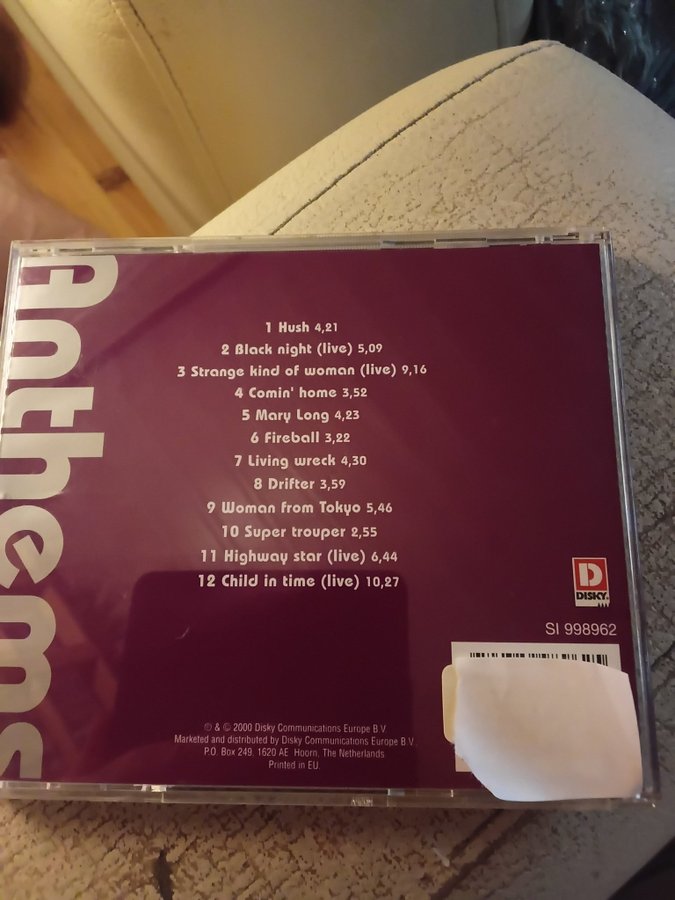 Anthems
1 Hush 4,21
2 Black night (live) 5,09
3 Strange kind of woman (live) 9,16
4 Comin' home 3,52
5 Mary Long 4,23
6 Fireball 3,22
7 Living wreck 4,30
8 Drifter 3,59
9 Woman from Tokyo 5,46
10 Super trouper 2,55
11 Highway star (live) 6,44
12 Child in time (live) 10,27
D
DISKY.
SI 998962
℗ & © 2000 Disky Communications Europe B.V.
Marketed and distributed by Disky Communications Europe B.V.
P.O. Box 249, 1620 AE Hoorn, The Netherlands
Printed in EU.